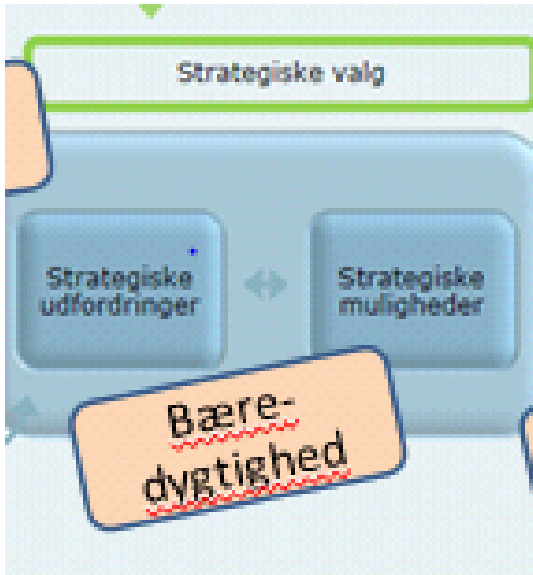 Strategiske valg
Strategiske
udfordringer
Strategiske
muligheder
Bære-
dygtighed